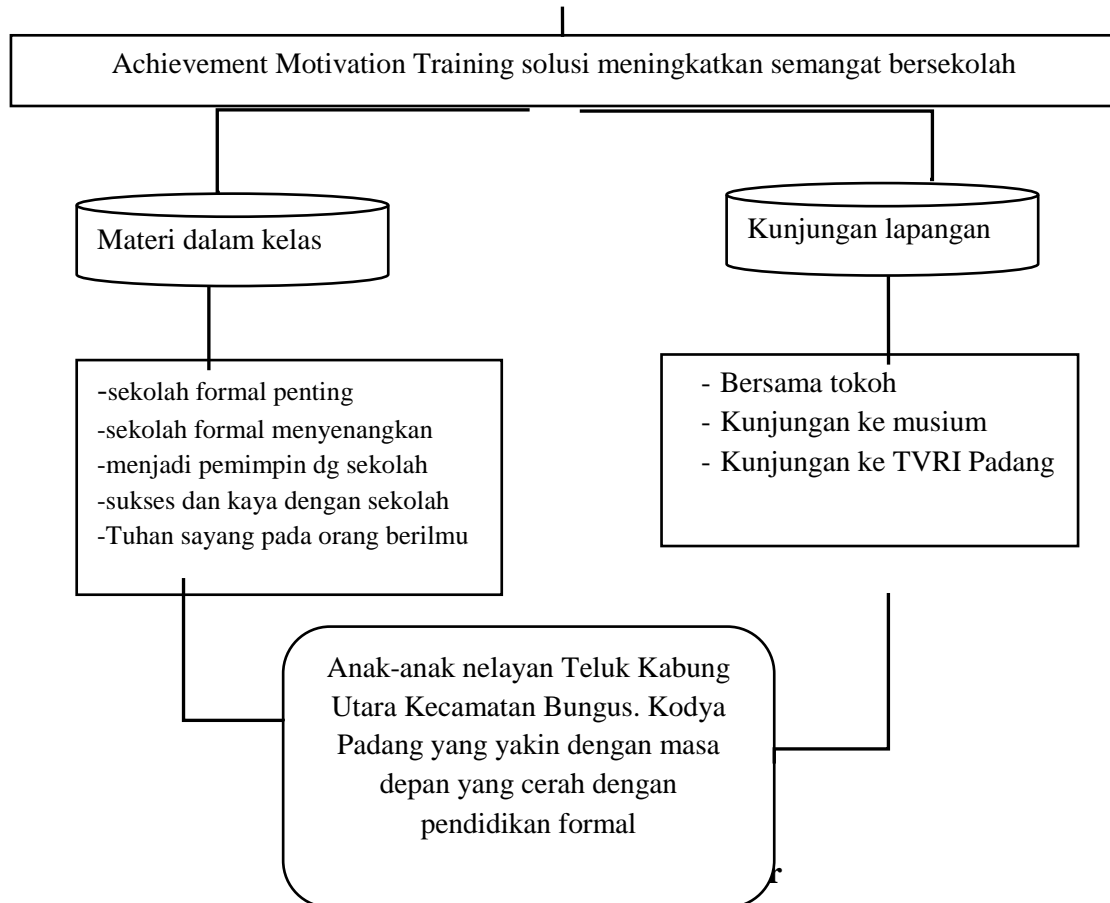 Achievement Motivation Training solusi meningkatkan semangat bersekolah
Materi dalam kelas
Kunjungan lapangan
-sekolah formal penting
-sekolah formal menyenangkan
-menjadi pemimpin dg sekolah
-sukses dan kaya dengan sekolah
-Tuhan sayang pada orang berilmu
- Bersama tokoh
- Kunjungan ke musium
- Kunjungan ke TVRI Padang
Anak-anak nelayan Teluk Kabung
Utara Kecamatan Bungus. Kodya
Padang yang yakin dengan masa
depan yang cerah dengan
pendidikan formal
r